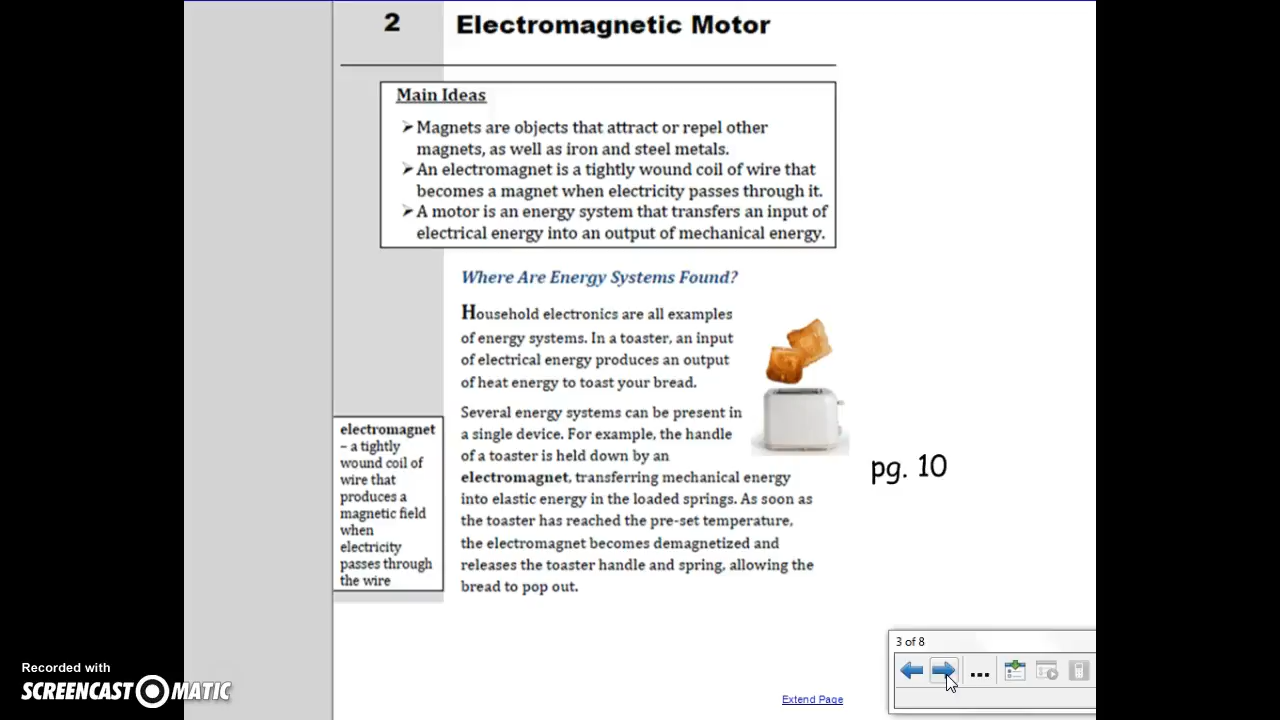 2 Electromagnetic Motor
Main Ideas
➢ Magnets are objects that attract or repel other
magnets, as well as iron and steel metals.
➢ An electromagnet is a tightly wound coil of wire that
becomes a magnet when electricity passes through it.
➢ A motor is an energy system that transfers an input of
electrical energy into an output of mechanical energy.
Where Are Energy Systems Found?
Household electronics are all examples
of energy systems. In a toaster, an input
of electrical energy produces an output
of heat energy to toast your bread.
Several energy systems can be present in
a single device. For example, the handle
of a toaster is held down by an
electromagnet, transferring mechanical energy
into elastic energy in the loaded springs. As soon as
the toaster has reached the pre-set temperature,
the electromagnet becomes demagnetized and
releases the toaster handle and spring, allowing the
bread to pop out.
electromagnet
– a tightly
wound coil of
wire that
produces a
magnetic field
when
electricity
passes through
the wire
pg. 10
3 of 8
...
Extend Page
Recorded with
SCREENCAST-O-MATIC